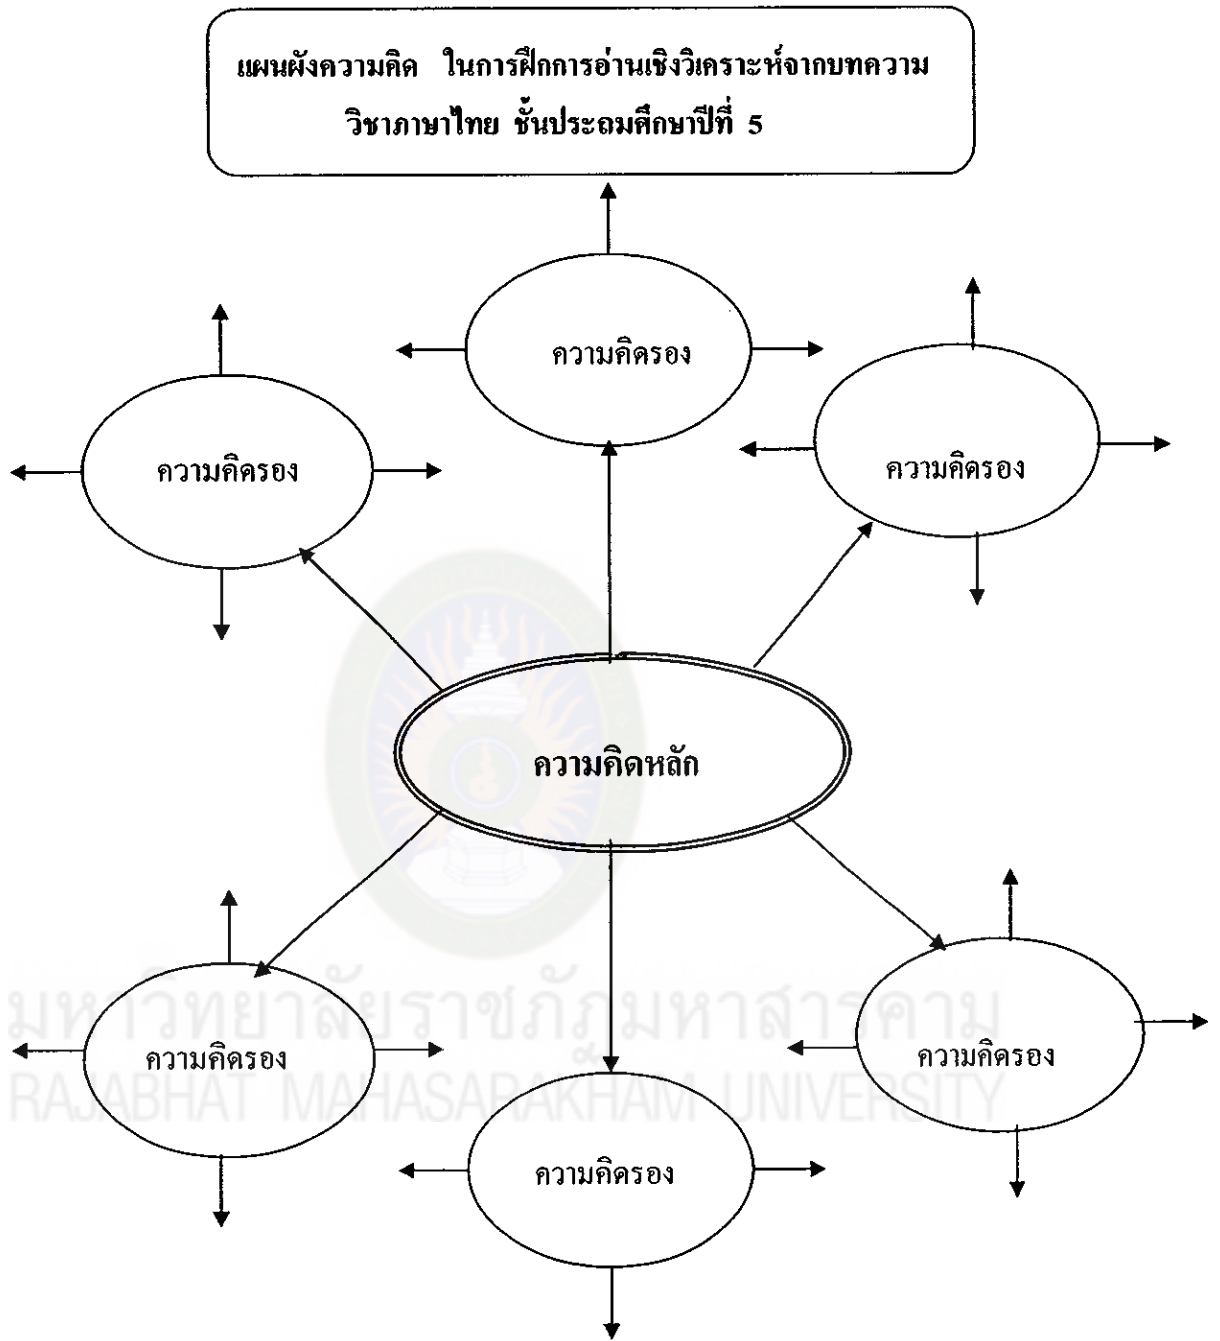 แผนผังความคิด ในการฝึกการอ่านเชิงวิเคราะห์จากบทความ
วิชาภาษาไทย ชั้นประถมศึกษาปีที่ 5
ความคิดรอง
ความคิดรอง
ความคิดรอง
ความคิดหลัก
ความคิดรอง
ความคิดรอง
ความคิดรอง
มหาวิทยาลัยราชภัฏมหาสารคาม
RAJABHAT MAHASARAKHAM UNIVERSITY